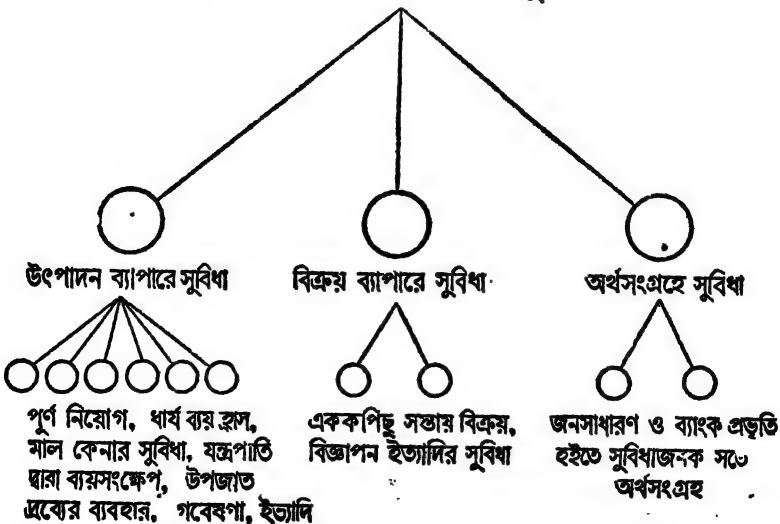 উৎপাদন ব্যাপারে সুবিধা
বিক্রয় ব্যাপারে সুবিধা
অর্থসংগ্রহে সুবিধা
পূর্ণ নিয়োগ, ধার্য ব্যয় হ্রাস,
মাল কেনার সুবিধা, যন্ত্রপাতি
দ্বারা ব্যয়সংক্ষেপ, উপজাত
দ্রব্যের ব্যবহার, গবেষণা, ইত্যাদি
এককপিছু সস্তায় বিক্রয়,
বিজ্ঞাপন ইত্যাদির সুবিধা
জনসাধারণ ও ব্যাংক প্রভৃতি
হইতে সুবিধাজনক সর্তে
অর্থসংগ্রহ